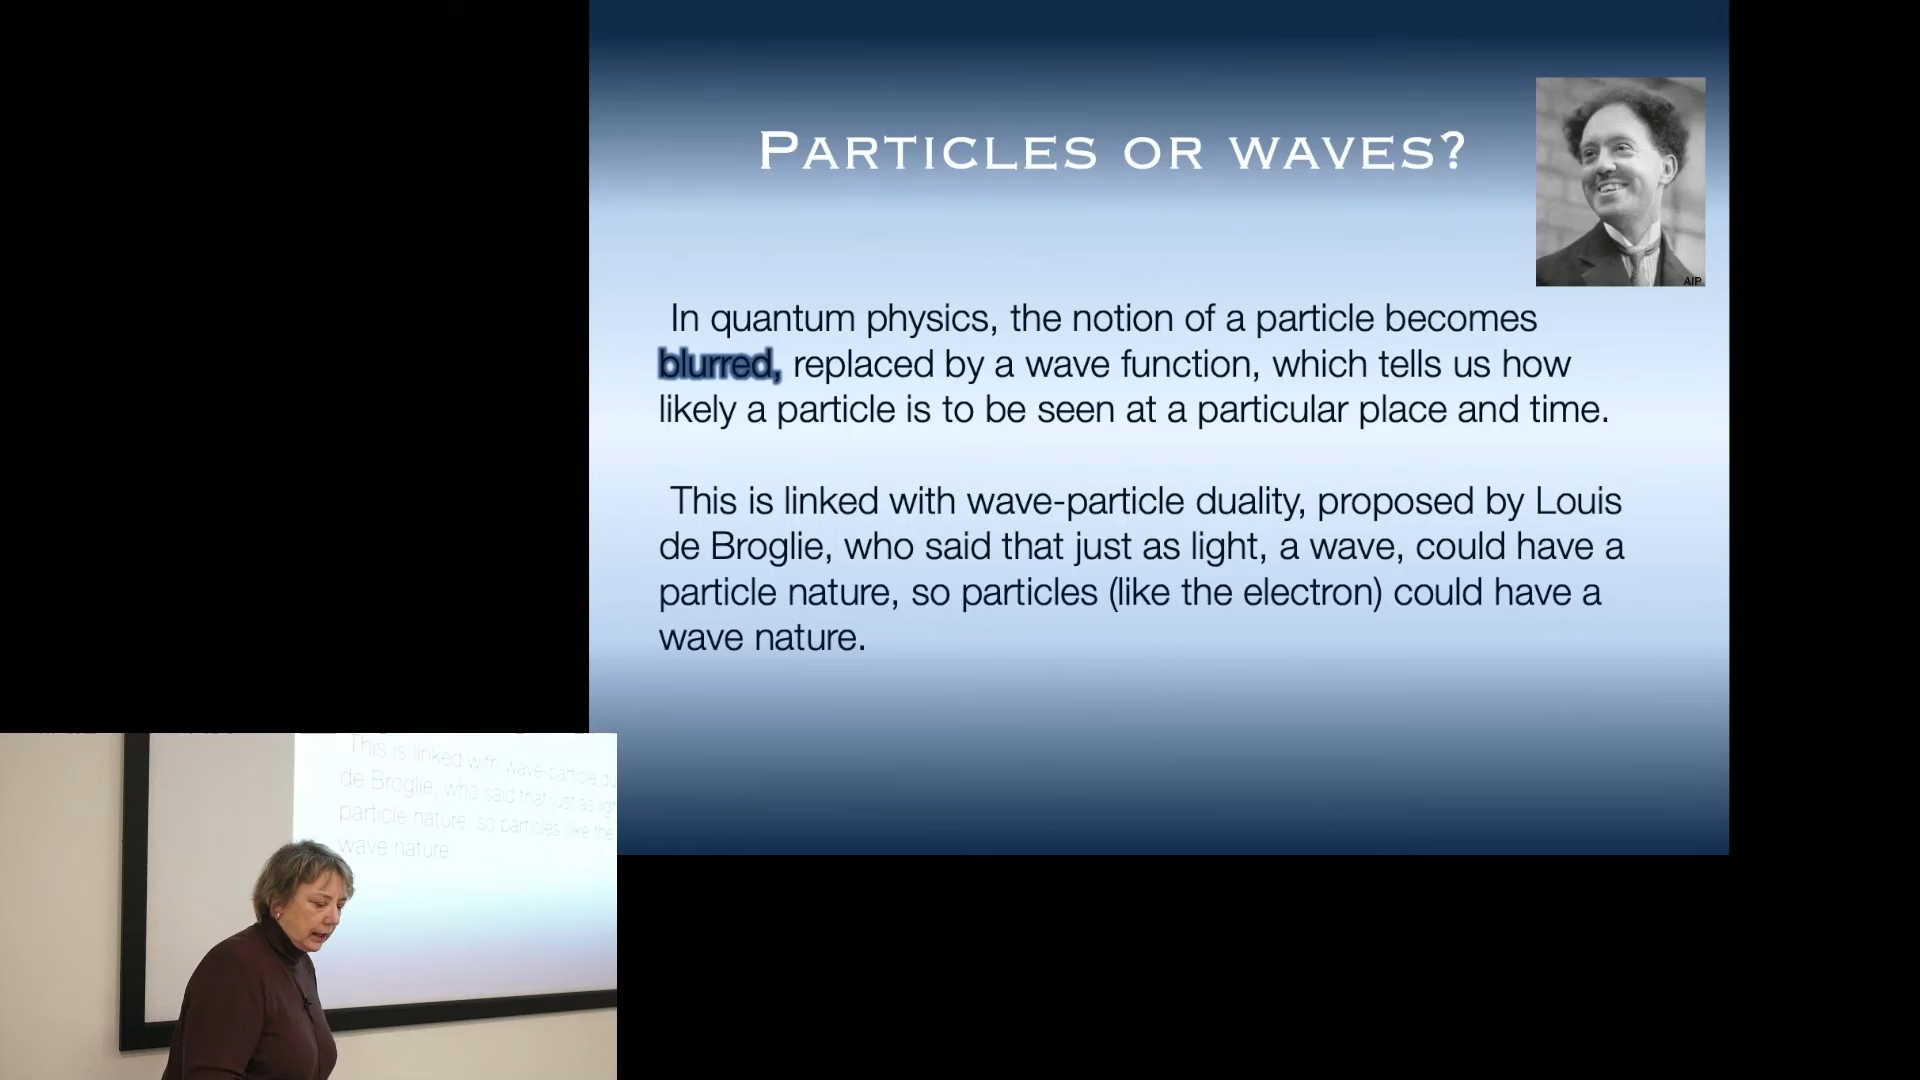 PARTICLES OR WAVES?
AIP
In quantum physics, the notion of a particle becomes
blurred, replaced by a wave function, which tells us how
likely a particle is to be seen at a particular place and time.
This is linked with wave-particle duality, proposed by Louis
de Broglie, who said that just as light, a wave, could have a
particle nature, so particles (like the electron) could have a
wave nature.
This is linked with wave-particle du
de Broglie, who said that just as ligh
particle nature, so particles (like the
wave nature